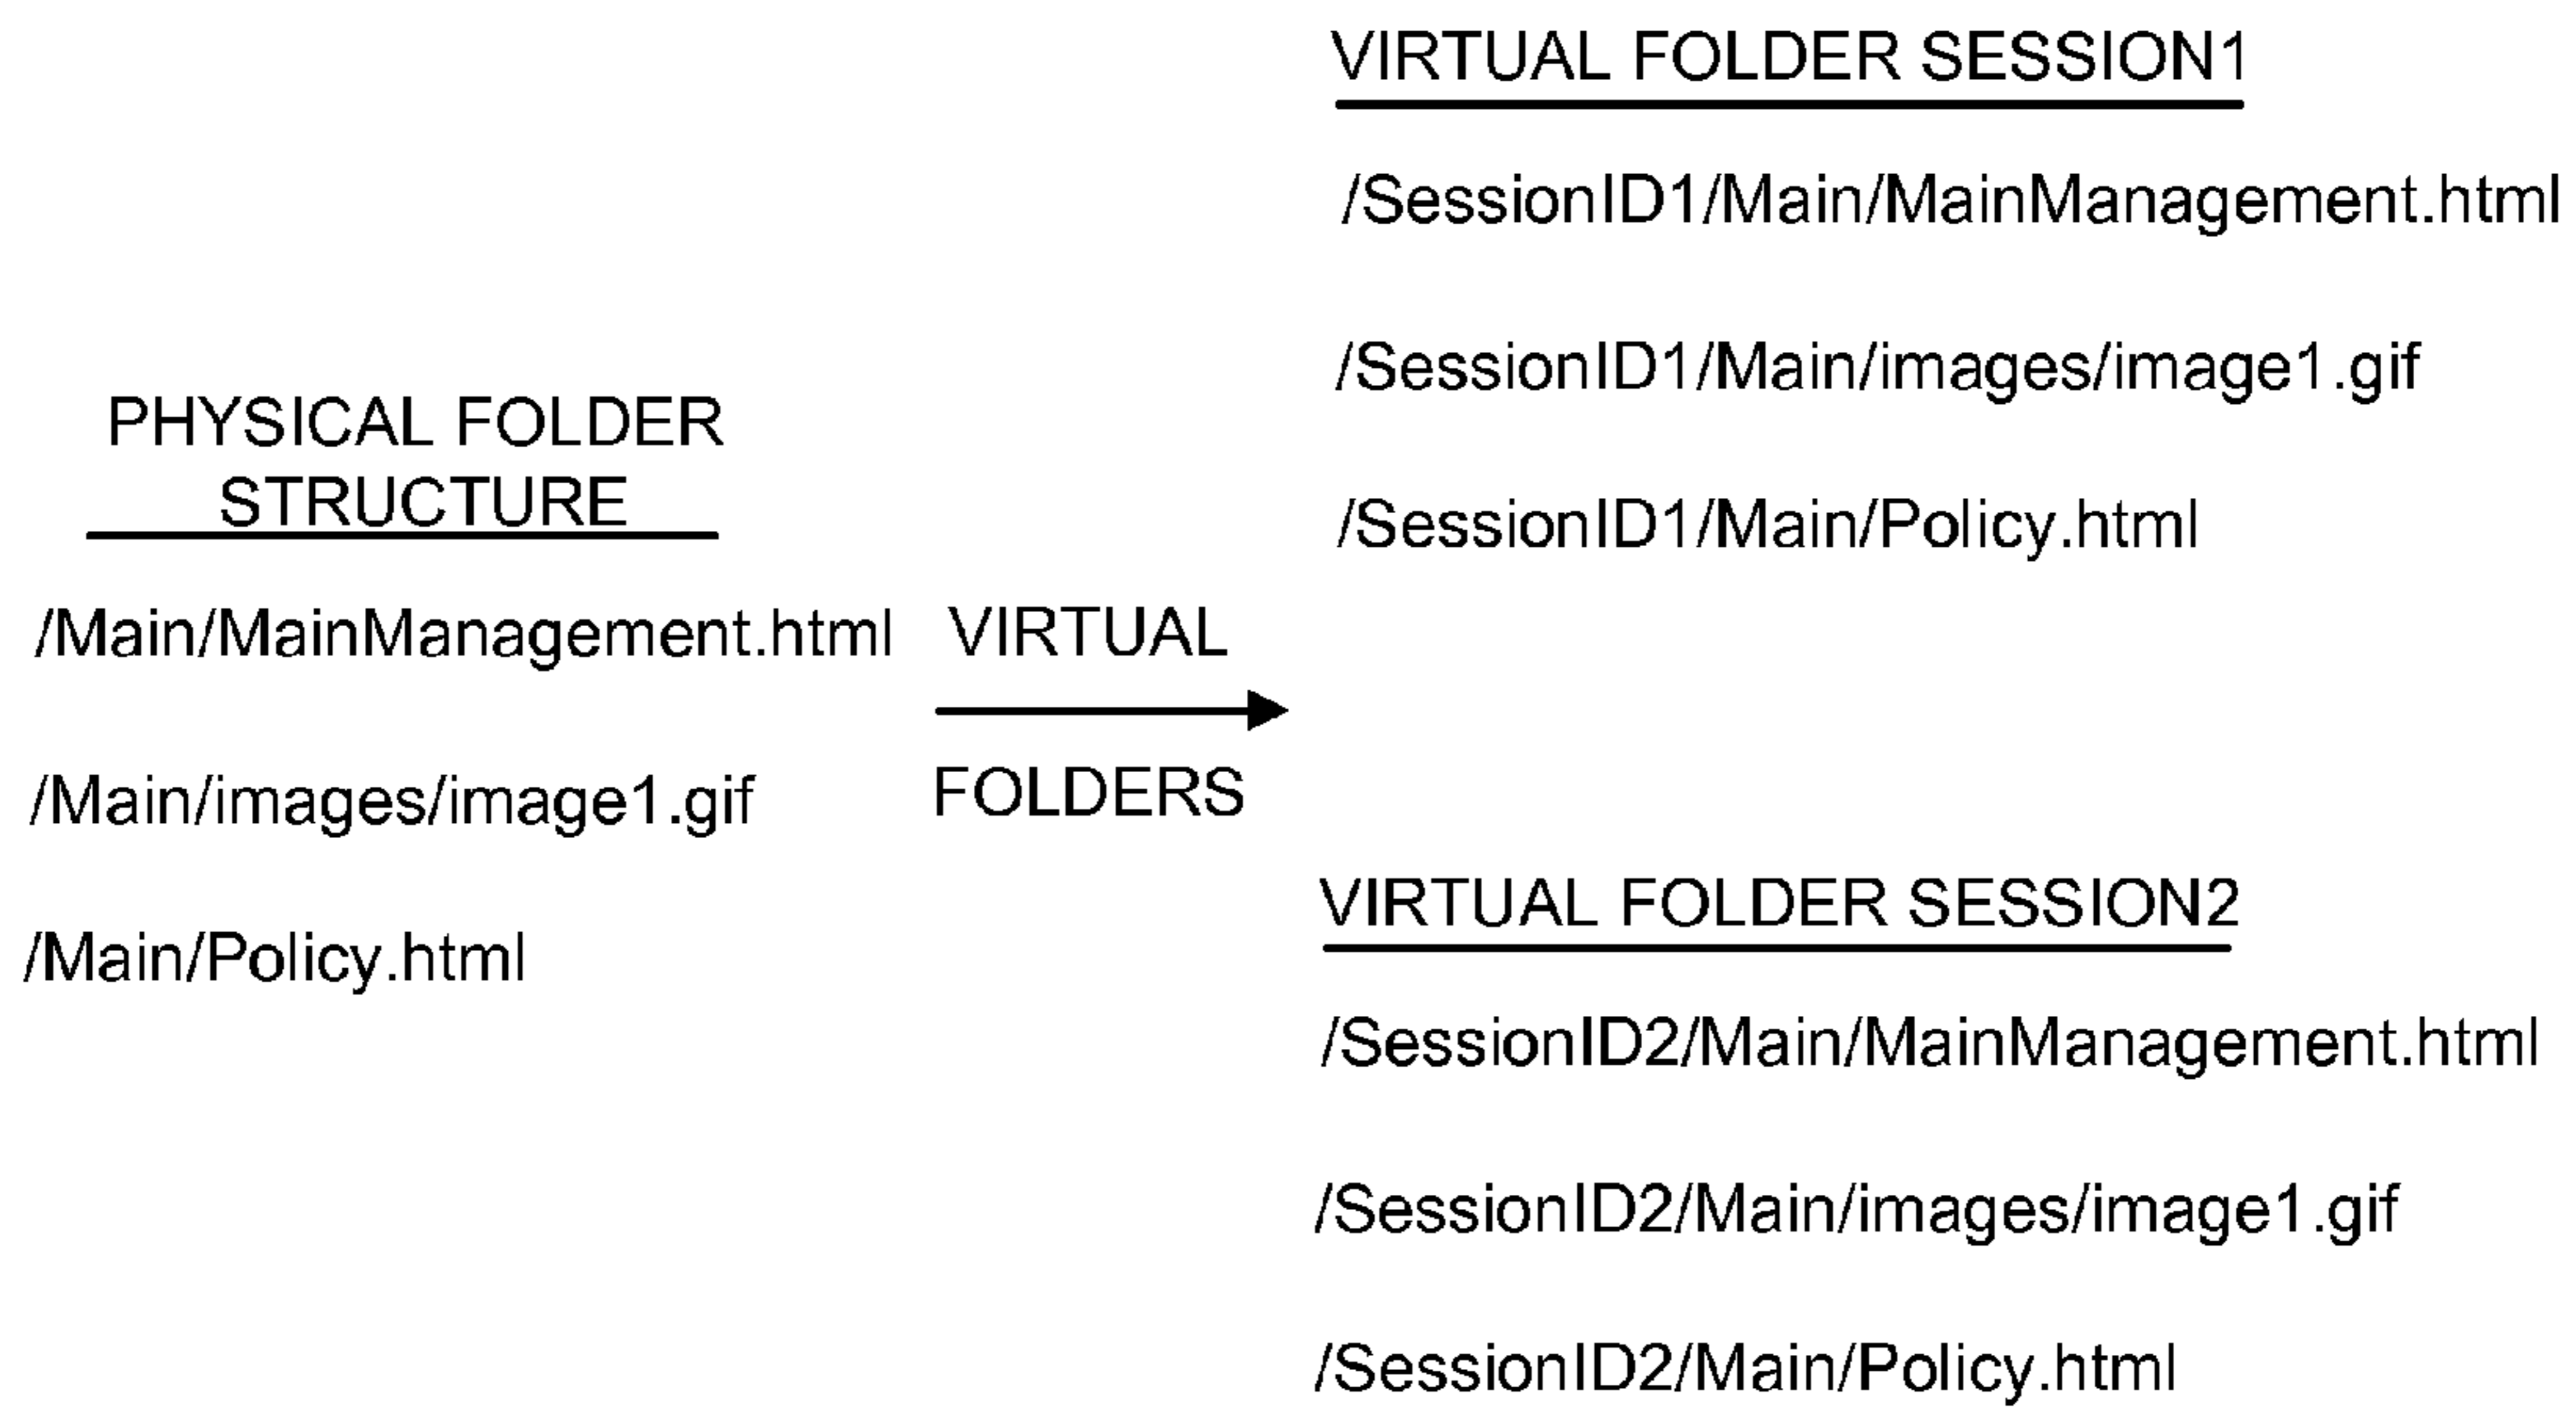 PHYSICAL FOLDER
STRUCTURE
/Main/MainManagement.html
/Main/images/image1.gif
/Main/Policy.html
VIRTUAL
FOLDERS
VIRTUAL FOLDER SESSION1
/SessionID1/Main/MainManagement.html
/SessionID1/Main/images/image1.gif
/SessionID1/Main/Policy.html
VIRTUAL FOLDER SESSION2
/SessionID2/Main/MainManagement.html
/SessionID2/Main/images/image1.gif
/SessionID2/Main/Policy.html